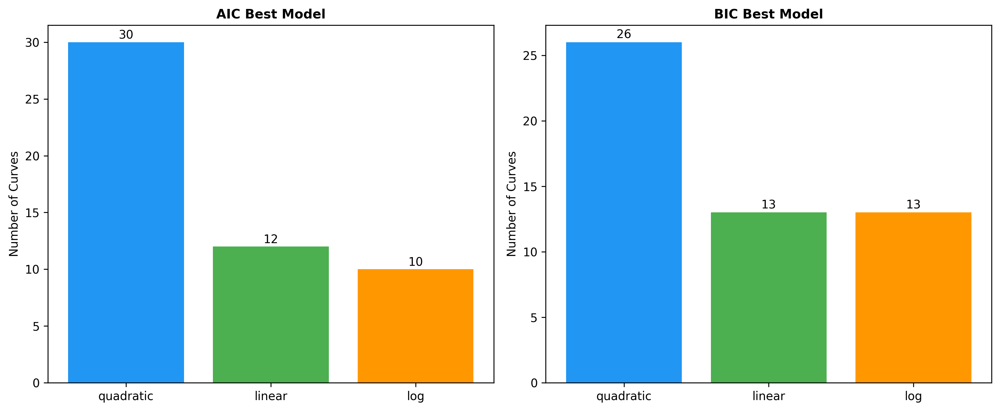 AIC Best Model
Number of Curves
30
25
20
15
10
5
0
30
12
10
quadratic
linear
log
BIC Best Model
Number of Curves
25
20
15
10
5
0
26
13
13
quadratic
linear
log